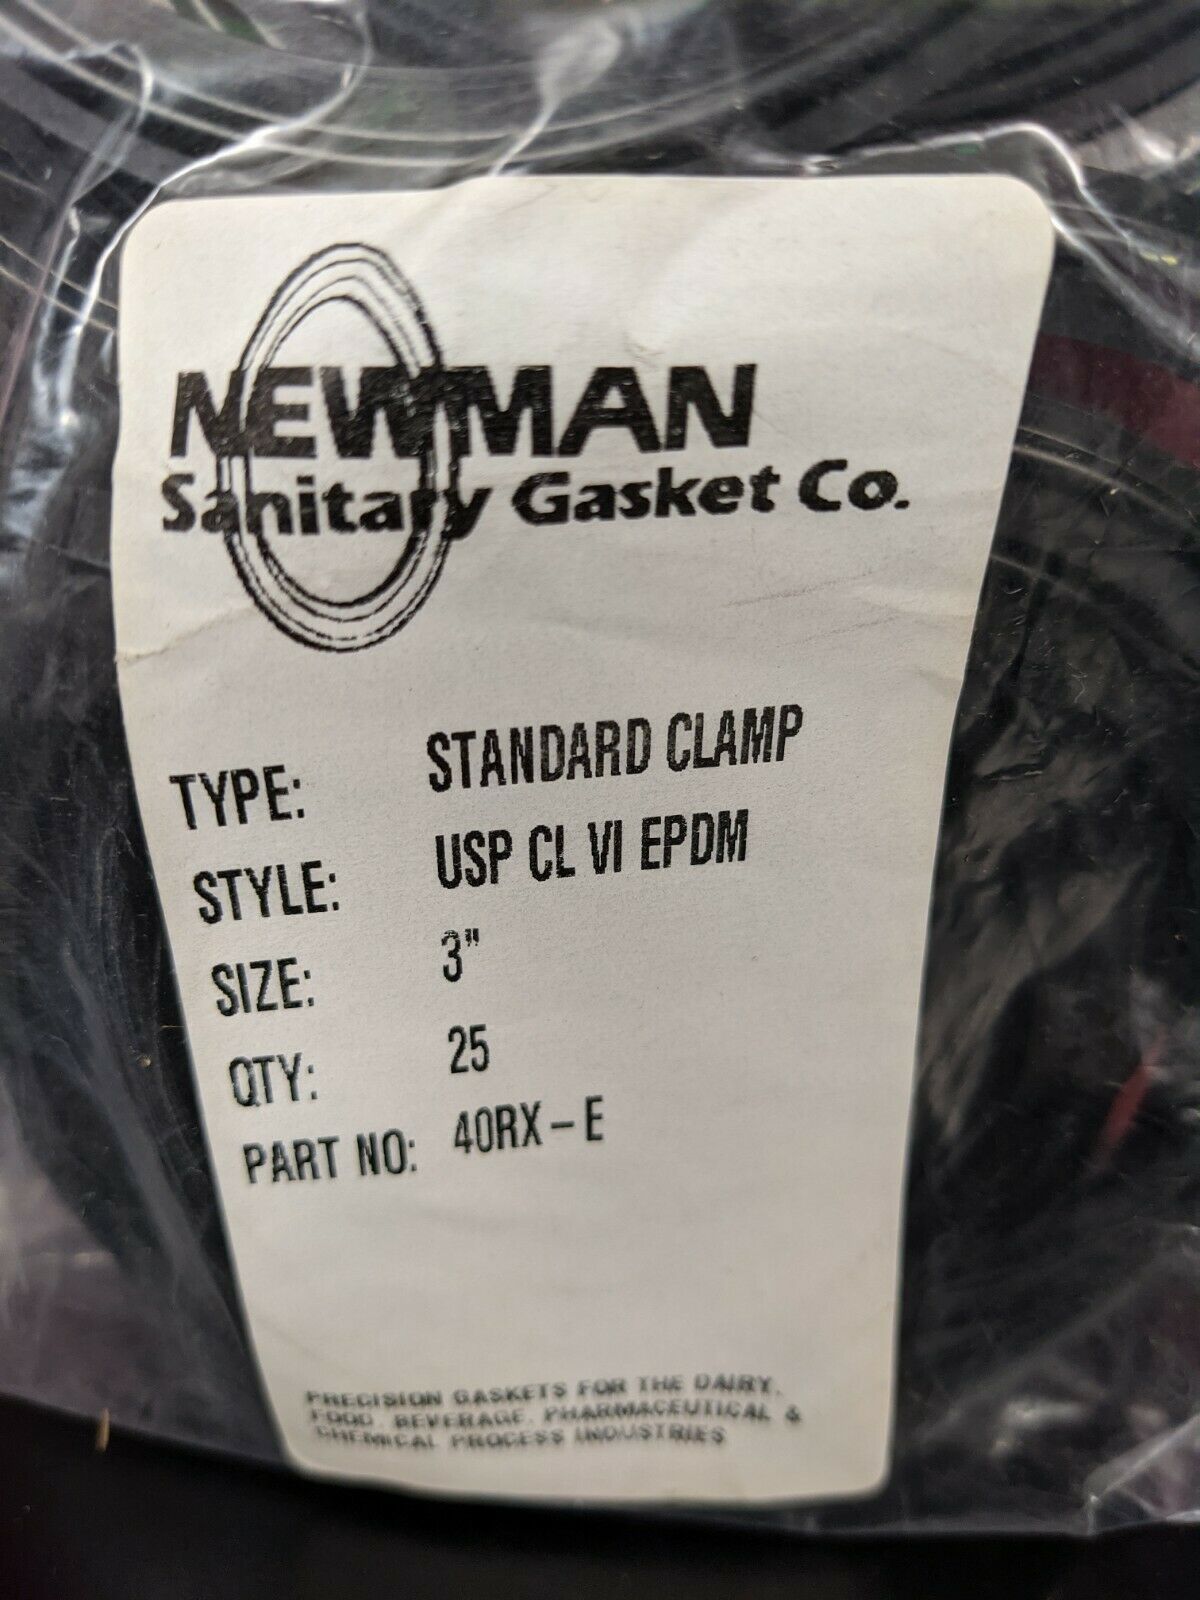 NEWMAN
Sanitary Gasket Co.
TYPE: STANDARD CLAMP
STYLE: USP CL VI EPDM
SIZE: 3"
QTY: 25
PART NO: 40RX-E
PRECISION GASKETS FOR THE DAIRY,
FOOD, BEVERAGE, PHARMACEUTICAL &
CHEMICAL PROCESS INDUSTRIES